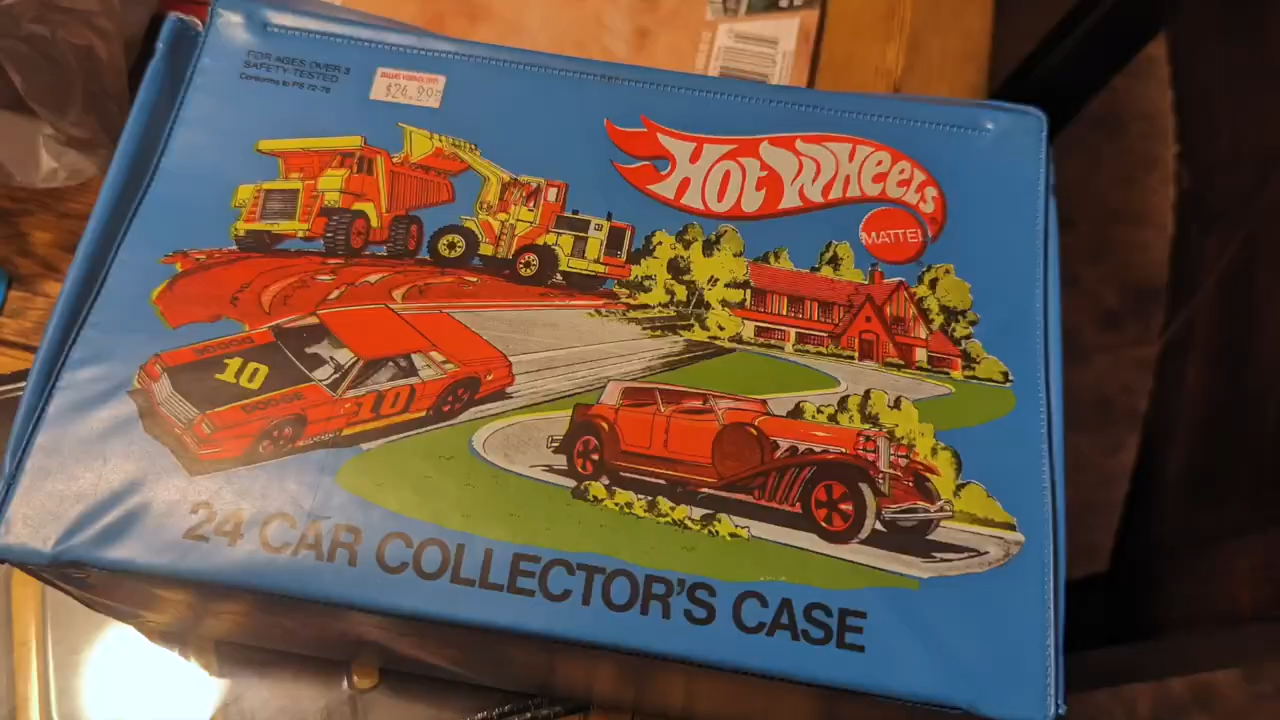 FOR AGES OVER 3
SAFETY TESTED
Conforms to PS 72-76
$26.99
HOT WHEELS
MATTEL
DODGE
10
DODGE
10
24 CAR COLLECTOR'S CASE